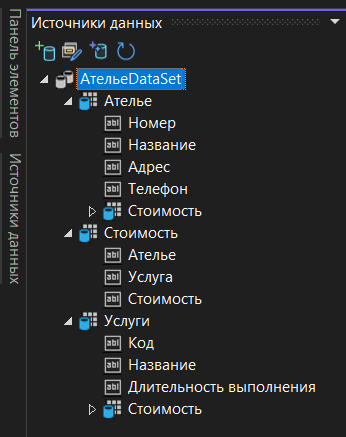 Источники данных
Панель элементов
Источники данных
АтельеDataSet
Ателье
Номер
Название
Адрес
Телефон
Стоимость
Стоимость
Ателье
Услуга
Стоимость
Услуги
Код
Название
Длительность выполнения
Стоимость